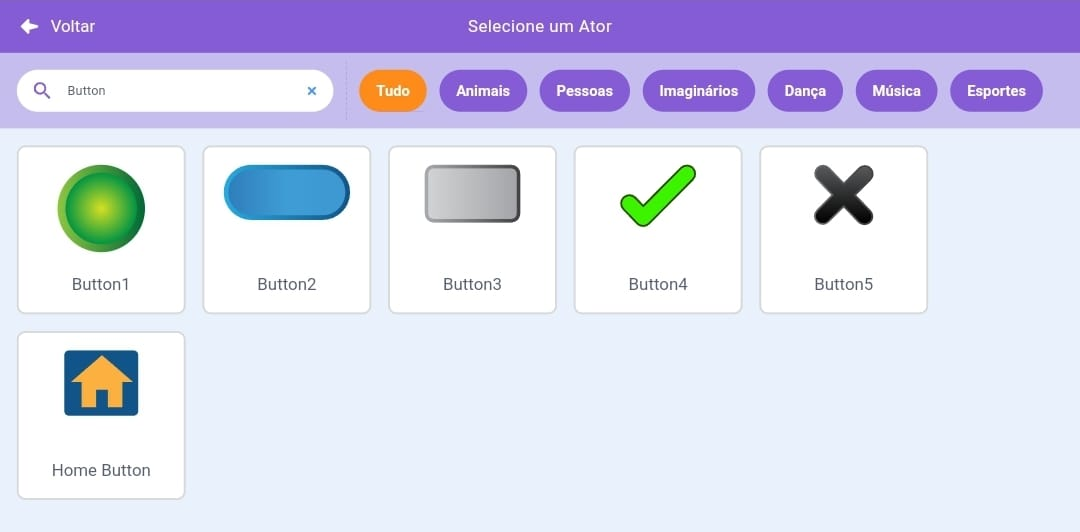 Voltar
Selecione um Ator
Button
Tudo
Animais
Pessoas
Imaginários
Dança
Música
Esportes
Button1
Button2
Button3
Button4
Button5
Home Button